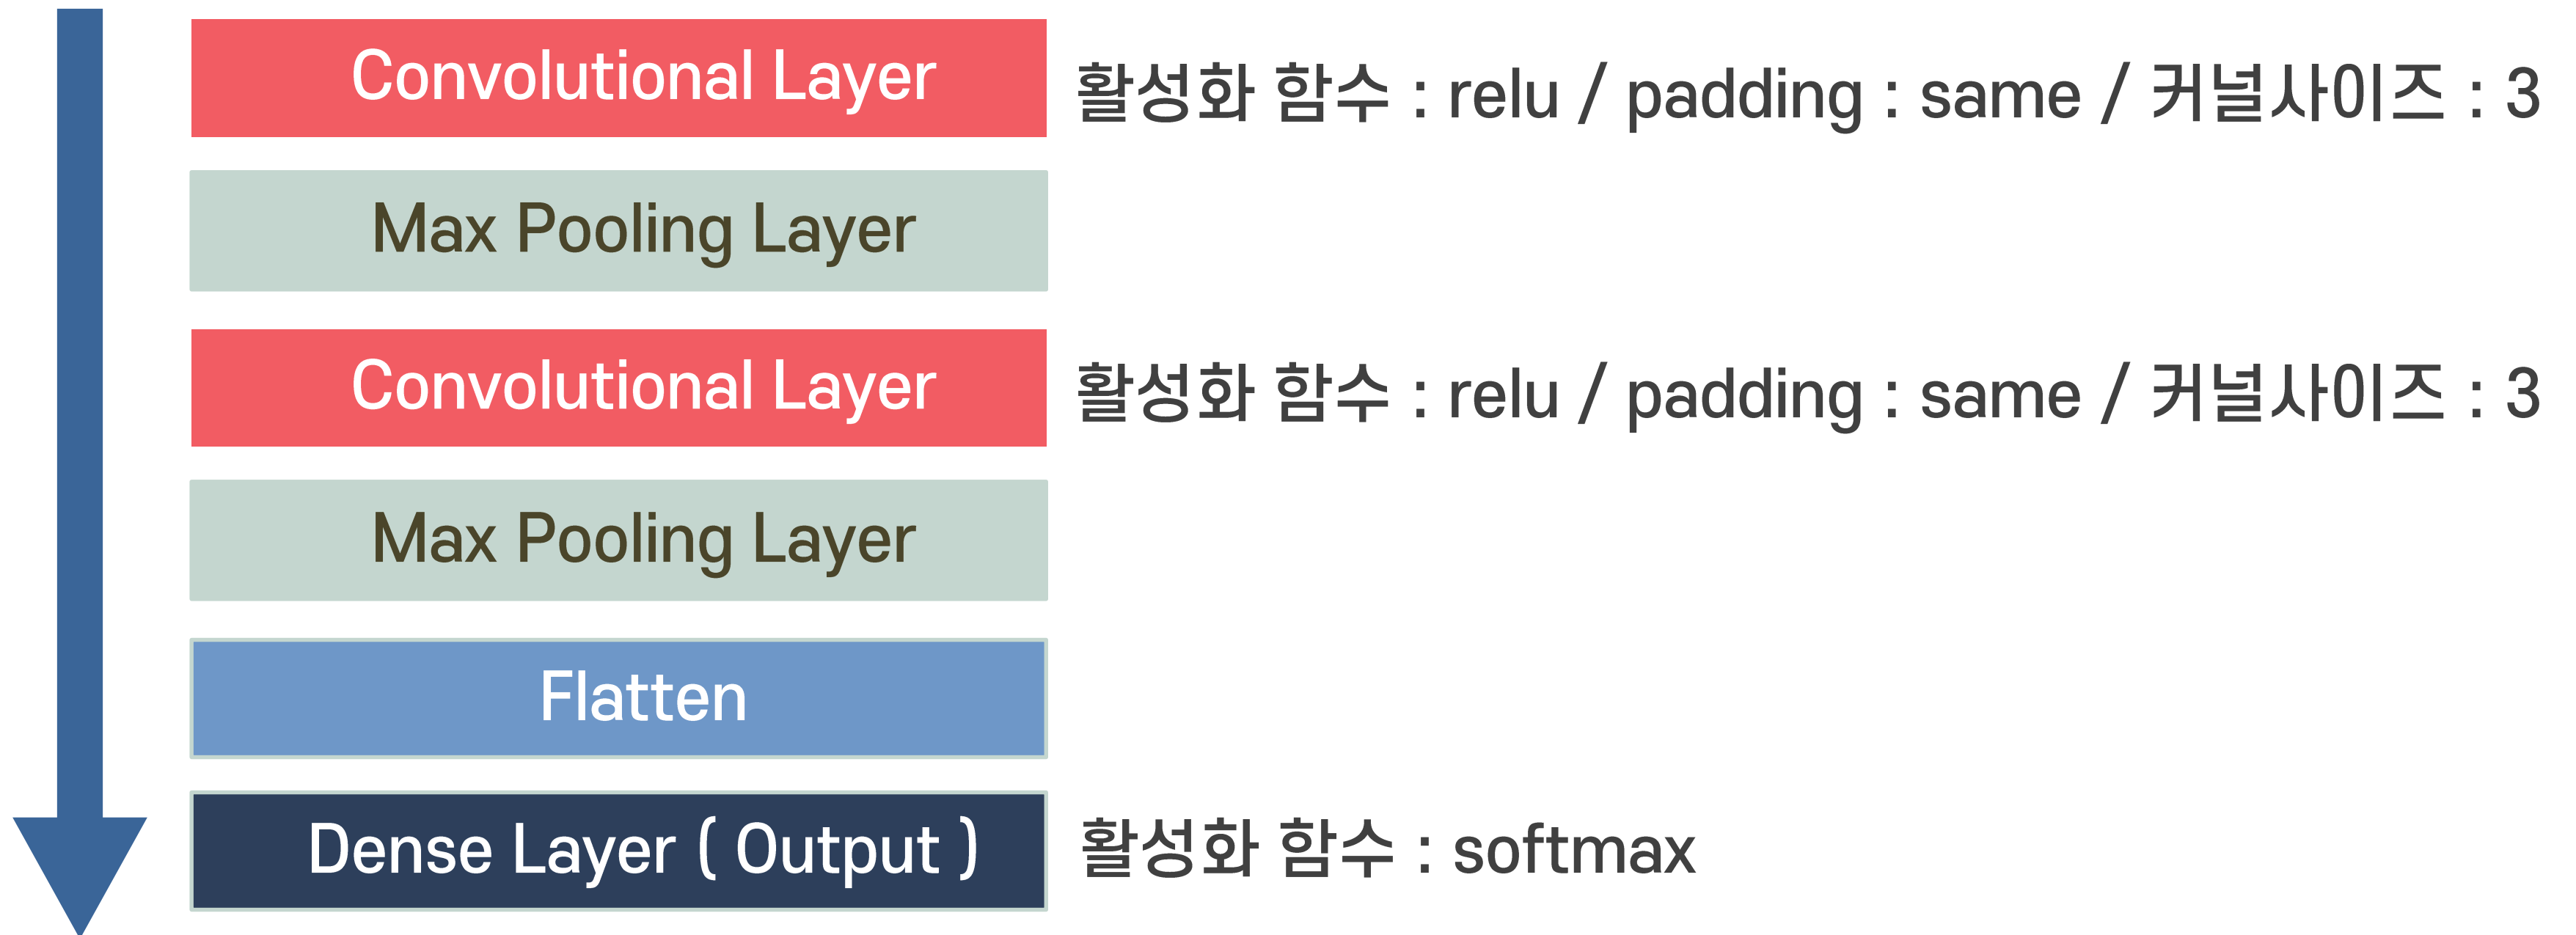 Convolutional Layer 활성화 함수 : relu / padding : same / 커널사이즈 : 3
Max Pooling Layer
Convolutional Layer 활성화 함수 : relu / padding : same / 커널사이즈 : 3
Max Pooling Layer
Flatten
Dense Layer ( Output ) 활성화 함수 : softmax